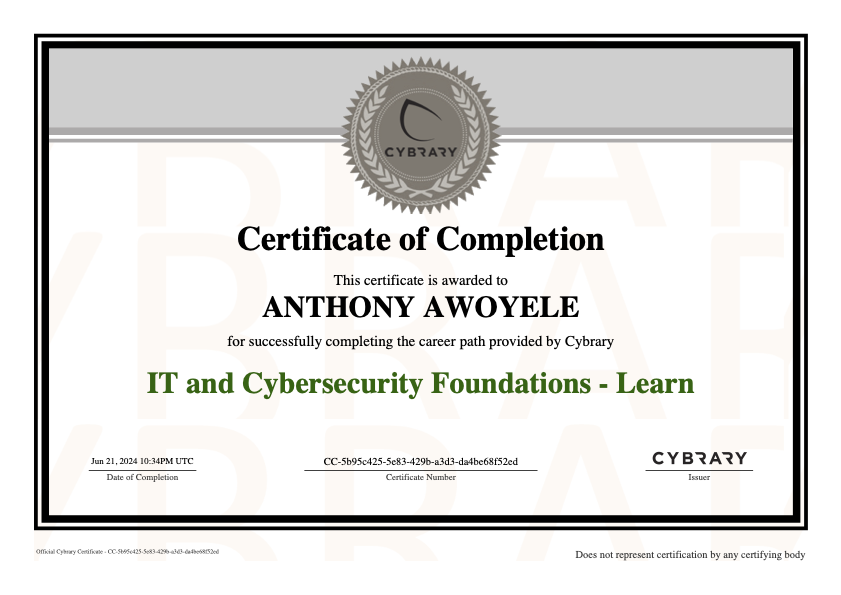 CYBRARY
Certificate of Completion
This certificate is awarded to
ANTHONY AWOYELE
for successfully completing the career path provided by Cybrary
IT and Cybersecurity Foundations - Learn
Jun 21, 2024 10:34PM UTC
Date of Completion
CC-5b95c425-5e83-429b-a3d3-da4be68f52ed
Certificate Number
CYBRARY
Issuer
Official Cybrary Certificate - CC-5b95c425-5e83-429b-a3d3-da4be68f52ed
Does not represent certification by any certifying body